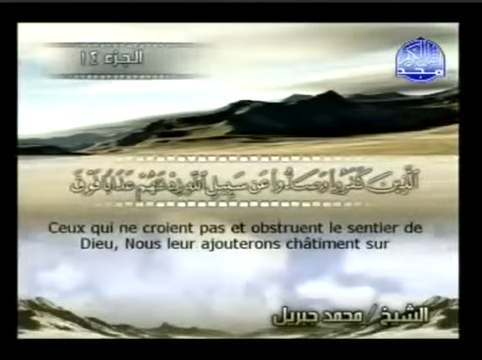 الجزء ١٤
مجد
الَّذِينَ كَفَرُوا وَصَدُّوا عَن سَبِيلِ اللَّهِ زِدْنَاهُمْ عَذَابًا فَوْقَ
Ceux qui ne croient pas et obstruent le sentier de
Dieu, Nous leur ajouterons châtiment sur
الشيخ / محمد جبريل